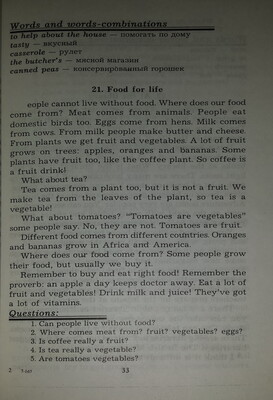 Words and words-combinations
to help about the house — помогать по дому
tasty — вкусный
casserole — рулет
the butcher's — мясной магазин
canned peas — консервированный горошек
21. Food for life
eople cannot live without food. Where does our food
come from? Meat comes from animals. People eat
domestic birds too. Eggs come from hens. Milk comes
from cows. From milk people make butter and cheese.
From plants we get fruit and vegetables. A lot of fruit
grows on trees: apples, oranges and bananas. Some
plants have fruit too, like the coffee plant. So coffee is
a fruit drink!
What about tea?
Tea comes from a plant too, but it is not a fruit. We
make tea from the leaves of the plant, so tea is a
vegetable!
What about tomatoes? "Tomatoes are vegetables"
some people say. No, they are not. Tomatoes are fruit.
Different food comes from different countries. Oranges
and bananas grow in Africa and America.
Where does our food come from? Some people grow
their food, but usually we buy it.
Remember to buy and eat right food! Remember the
proverb: an apple a day keeps doctor away. Eat a lot of
fruit and vegetables! Drink milk and juice! They've got
a lot of vitamins.
Questions:
1. Can people live without food?
2. Where comes meat from? fruit? vegetables? eggs?
3. Is coffee really a fruit?
4. Is tea really a vegetable?
5. Are tomatoes vegetables?
33